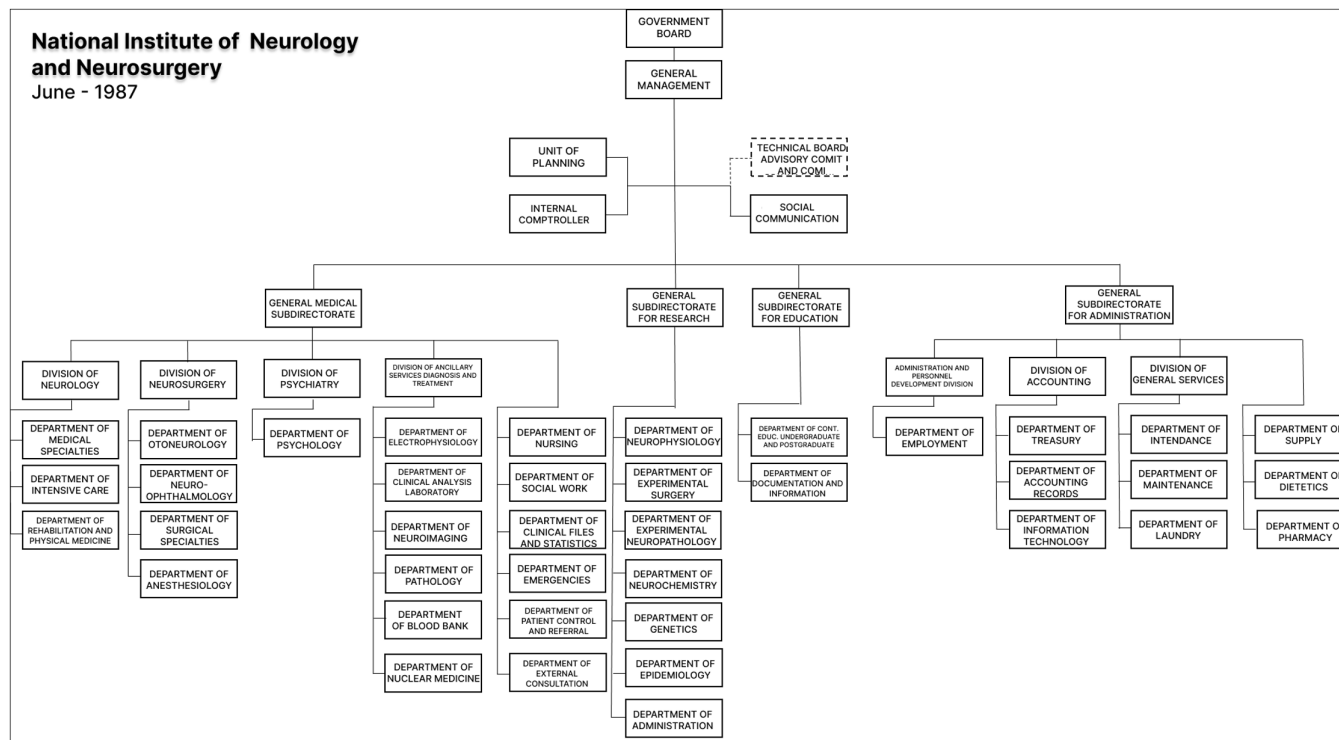 National Institute of Neurology
and Neurosurgery
June - 1987
GOVERNMENT
BOARD
GENERAL
MANAGEMENT
UNIT OF
PLANNING
TECHNICAL BOARD
ADVISORY COMIT
AND COMI...
INTERNAL
COMPTROLLER
SOCIAL
COMMUNICATION
GENERAL MEDICAL
SUBDIRECTORATE
GENERAL
SUBDIRECTORATE
FOR RESEARCH
GENERAL
SUBDIRECTORATE
FOR EDUCATION
GENERAL
SUBDIRECTORATE
FOR ADMINISTRATION
DIVISION OF
NEUROLOGY
DIVISION OF
NEUROSURGERY
DIVISION OF
PSYCHIATRY
DIVISION OF ANCILLARY
SERVICES DIAGNOSIS AND
TREATMENT
ADMINISTRATION AND
PERSONNEL
DEVELOPMENT DIVISION
DIVISION OF
ACCOUNTING
DIVISION OF
GENERAL SERVICES
DEPARTMENT OF
MEDICAL
SPECIALTIES
DEPARTMENT OF
INTENSIVE CARE
DEPARTMENT OF
REHABILITATION AND
PHYSICAL MEDICINE
DEPARTMENT OF
OTONEUROLOGY
DEPARTMENT OF
NEURO-
OPHTHALMOLOGY
DEPARTMENT OF
SURGICAL
SPECIALTIES
DEPARTMENT OF
ANESTHESIOLOGY
DEPARTMENT OF
PSYCHOLOGY
DEPARTMENT OF
ELECTROPHYSIOLOGY
DEPARTMENT OF
CLINICAL ANALYSIS
LABORATORY
DEPARTMENT OF
NEUROIMAGING
DEPARTMENT OF
PATHOLOGY
DEPARTMENT
OF BLOOD BANK
DEPARTMENT OF
NUCLEAR MEDICINE
DEPARTMENT OF
NURSING
DEPARTMENT OF
SOCIAL WORK
DEPARTMENT OF
CLINICAL FILES
AND STATISTICS
DEPARTMENT OF
EMERGENCIES
DEPARTMENT OF
PATIENT CONTROL
AND REFERRAL
DEPARTMENT OF
EXTERNAL
CONSULTATION
DEPARTMENT OF
NEUROPHYSIOLOGY
DEPARTMENT OF
EXPERIMENTAL
SURGERY
DEPARTMENT OF
EXPERIMENTAL
NEUROPATHOLOGY
DEPARTMENT OF
NEUROCHEMISTRY
DEPARTMENT OF
GENETICS
DEPARTMENT OF
EPIDEMIOLOGY
DEPARTMENT OF
ADMINISTRATION
DEPARTMENT OF CONT.
EDUC. UNDERGRADUATE
AND POSTGRADUATE
DEPARTMENT OF
DOCUMENTATION AND
INFORMATION
DEPARTMENT OF
EMPLOYMENT
DEPARTMENT OF
TREASURY
DEPARTMENT OF
ACCOUNTING
RECORDS
DEPARTMENT OF
INFORMATION
TECHNOLOGY
DEPARTMENT OF
INTENDANCE
DEPARTMENT OF
MAINTENANCE
DEPARTMENT OF
LAUNDRY
DEPARTMENT OF
SUPPLY
DEPARTMENT OF
DIETETICS
DEPARTMENT OF
PHARMACY